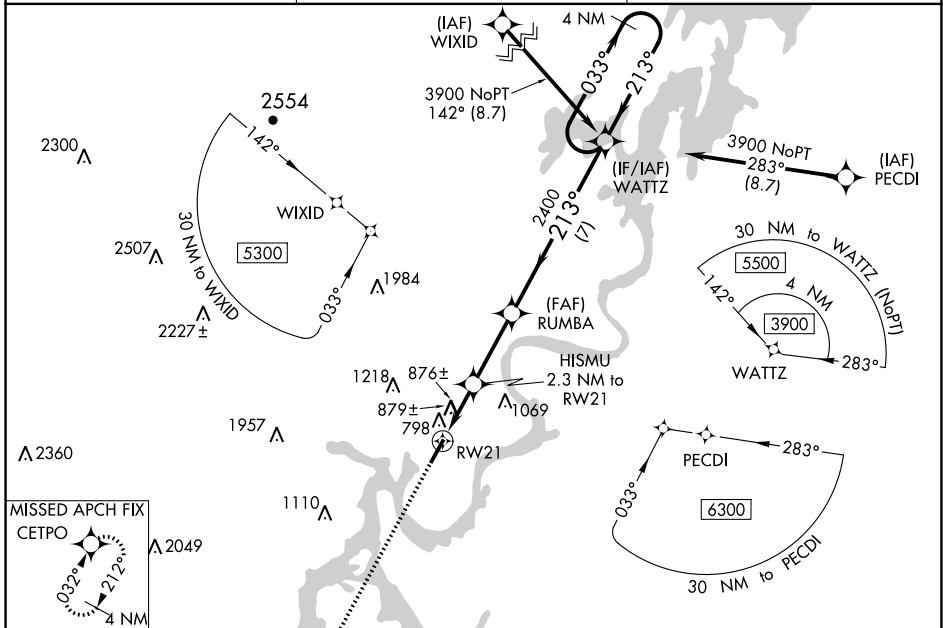 (IAF)
WIXID
4 NM
033°
213°
3900 NoPT
142° (8.7)
2554
2300
142°
WIXID
30 NM to WIXID
5300
033°
2507
2227±
1984
(IF/IAF)
WATTZ
3900 NoPT
283°
(8.7)
(IAF)
PECDI
2400
213°
(7)
30 NM to WATTZ (NoPT)
5500
142°
4 NM
3900
283°
WATTZ
(FAF)
RUMBA
HISMU
2.3 NM to
RW21
1218
876±
879±
798
1069
RW21
1957
2360
1110
PECDI
283°
033°
6300
30 NM to PECDI
MISSED APCH FIX
CETPO
032°
212°
4 NM
2049